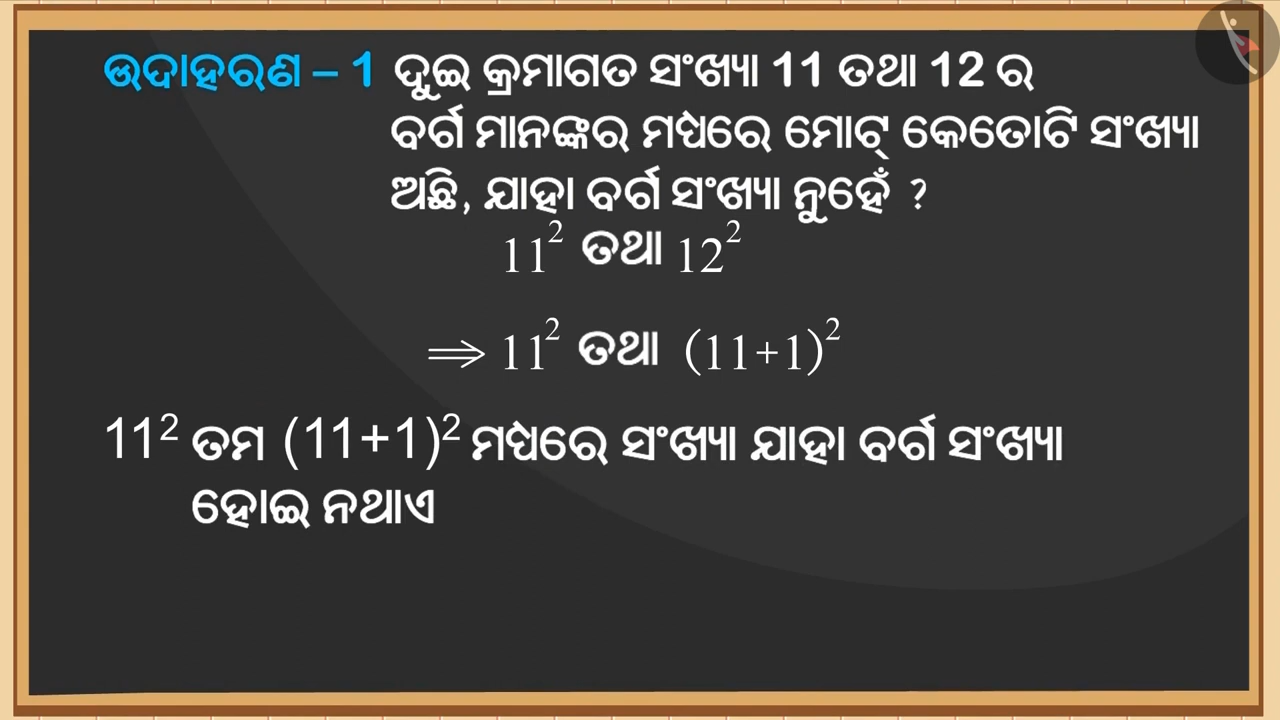 ଉଦାହରଣ – 1 ଦୁଇ କ୍ରମାଗତ ସଂଖ୍ୟା 11 ତଥା 12 ର
ବର୍ଗ ମାନଙ୍କର ମଧ୍ୟରେ ମୋଟ୍ କେତୋଟି ସଂଖ୍ୟା
ଅଛି, ଯାହା ବର୍ଗ ସଂଖ୍ୟା ନୁହେଁ ?
11² ତଥା 12²
⇒ 11² ତଥା (11+1)²
11² ତମ (11+1)² ମଧ୍ୟରେ ସଂଖ୍ୟା ଯାହା ବର୍ଗ ସଂଖ୍ୟା
ହୋଇ ନଥାଏ